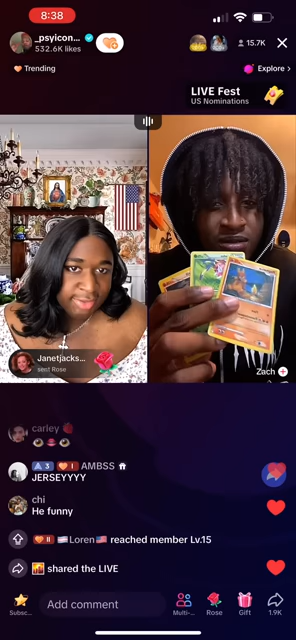 8:38
_psyicon...
532.6K likes
15.7K
Trending
Explore >
LIVE Fest
US Nominations
Janetjacks...
sent Rose
Zach
carley
3 1 AMBSS
JERSEYYYY
chi
He funny
II Loren reached member Lv.15
shared the LIVE
Subsc...
Add comment
Multi-...
Rose
Gift
1.9K